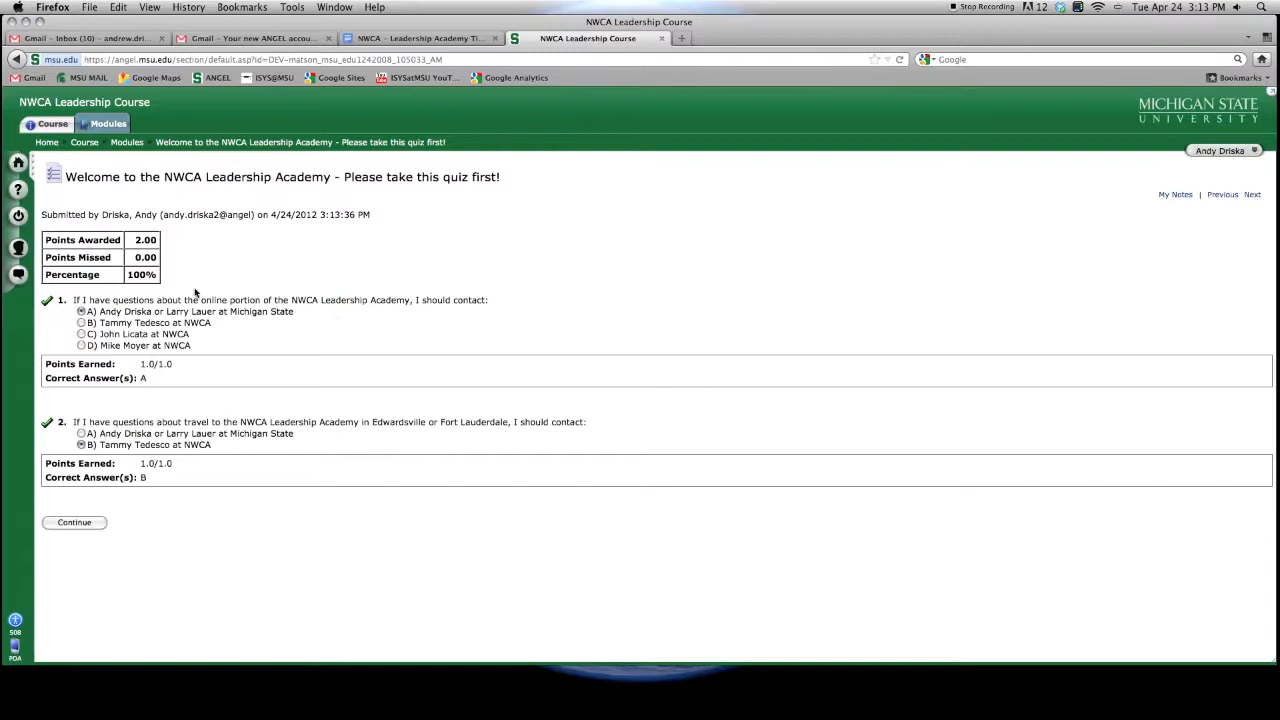 Firefox File Edit View History Bookmarks Tools Window Help Stop Recording 12 Tue Apr 24 3:13 PM
NWCA Leadership Course
Gmail - Inbox (10) - andrew.dri... Gmail - Your new ANGEL accou... NWCA - Leadership Academy Ti... NWCA Leadership Course
msu.edu https://angel.msu.edu/section/default.asp?id=DEV-matson_msu_edu1242008_105033_AM Google
Gmail MSU MAIL Google Maps ANGEL ISYS@MSU Google Sites ISYSatMSU YouT... Google Analytics Bookmarks
NWCA Leadership Course
MICHIGAN STATE
UNIVERSITY
Course Modules
Home Course Modules Welcome to the NWCA Leadership Academy - Please take this quiz first!
Andy Driska
Welcome to the NWCA Leadership Academy - Please take this quiz first!
My Notes | Previous Next
Submitted by Driska, Andy (andy.driska2@angel) on 4/24/2012 3:13:36 PM
Points Awarded 2.00
Points Missed 0.00
Percentage 100%
1. If I have questions about the online portion of the NWCA Leadership Academy, I should contact:
A) Andy Driska or Larry Lauer at Michigan State
B) Tammy Tedesco at NWCA
C) John Licata at NWCA
D) Mike Moyer at NWCA
Points Earned: 1.0/1.0
Correct Answer(s): A
2. If I have questions about travel to the NWCA Leadership Academy in Edwardsville or Fort Lauderdale, I should contact:
A) Andy Driska or Larry Lauer at Michigan State
B) Tammy Tedesco at NWCA
Points Earned: 1.0/1.0
Correct Answer(s): B
Continue
508
PDA